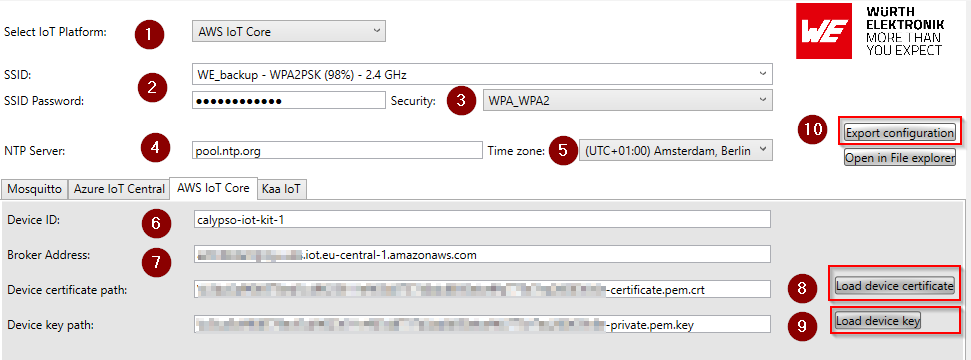 Select IoT Platform: 1 AWS IoT Core
WE WÜRTH
ELEKTRONIK
MORE THAN
YOU EXPECT
SSID: WE_backup - WPA2PSK (98%) - 2.4 GHz
2
SSID Password: ●●●●●●●●●●●● Security: 3 WPA_WPA2
10 Export configuration
NTP Server: 4 pool.ntp.org Time zone: 5 (UTC+01:00) Amsterdam, Berlin
Open in File explorer
Mosquitto Azure IoT Central AWS IoT Core Kaa IoT
Device ID: 6 calypso-iot-kit-1
Broker Address: 7 .iot.eu-central-1.amazonaws.com
Device certificate path: -certificate.pem.crt 8 Load device certificate
Device key path: -private.pem.key 9 Load device key